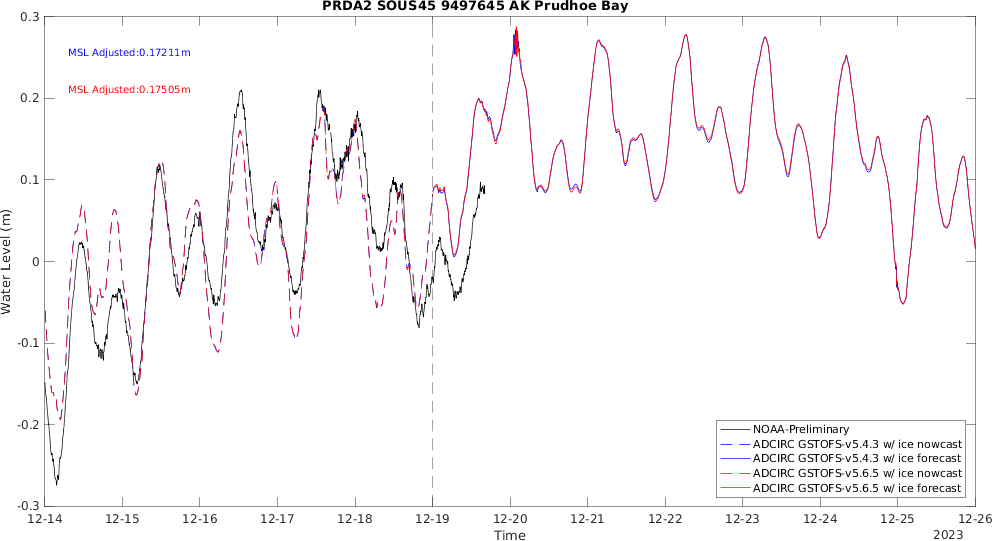 PRDA2 SOUS45 9497645 AK Prudhoe Bay
MSL Adjusted:0.17211m
MSL Adjusted:0.17505m
Water Level (m)
0.3
0.2
0.1
0
-0.1
-0.2
-0.3
NOAA-Preliminary
ADCIRC GSTOFS-v5.4.3 w/ ice nowcast
ADCIRC GSTOFS-v5.4.3 w/ ice forecast
ADCIRC GSTOFS-v5.6.5 w/ ice nowcast
ADCIRC GSTOFS-v5.6.5 w/ ice forecast
12-14 12-15 12-16 12-17 12-18 12-19 12-20 12-21 12-22 12-23 12-24 12-25 12-26
Time
2023